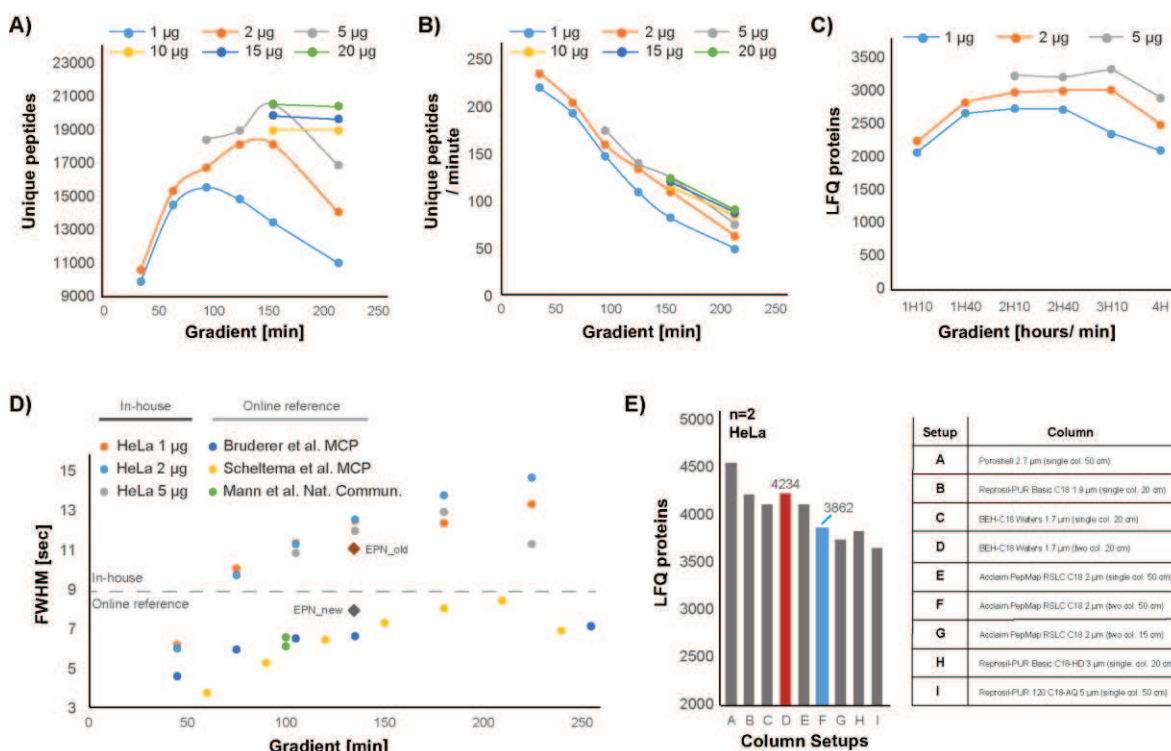 A)
1 µg 2 µg 5 µg
10 µg 15 µg 20 µg
Unique peptides
23000
21000
19000
17000
15000
13000
11000
9000
0 50 100 150 200 250
Gradient [min]
B)
1 µg 2 µg 5 µg
10 µg 15 µg 20 µg
Unique peptides
/ minute
250
200
150
100
50
0
0 50 100 150 200 250
Gradient [min]
C)
1 µg 2 µg 5 µg
LFQ proteins
3500
3000
2500
2000
1500
1000
500
0
1H10 1H40 2H10 2H40 3H10 4H
Gradient [hours/ min]
D)
In-house Online reference
HeLa 1 µg Bruderer et al. MCP
HeLa 2 µg Scheltema et al. MCP
HeLa 5 µg Mann et al. Nat. Commun.
FWHM [sec]
15
13
11
9
7
5
3
EPN_old
In-house
Online reference
EPN_new
0 50 100 150 200 250
Gradient [min]
E)
n=2
HeLa
LFQ proteins
5000
4500
4000
3500
3000
2500
2000
4234
3862
A B C D E F G H I
Column Setups
Setup Column
A Poroshell 2.7 µm (single col. 50 cm)
B Reprosil-PUR Basic C18 1.9 µm (single col. 20 cm)
C BEH-C18 Waters 1.7 µm (single col. 20 cm)
D BEH-C18 Waters 1.7 µm (two col. 20 cm)
E Acclaim PepMap RSLC C18 2 µm (single col. 50 cm)
F Acclaim PepMap RSLC C18 2 µm (two col. 50 cm)
G Acclaim PepMap RSLC C18 2 µm (two col. 15 cm)
H Reprosil-PUR Basic C18-HD 3 µm (single. col. 20 cm)
I Reprosil-PUR 120 C18-AQ 5 µm (single col. 50 cm)